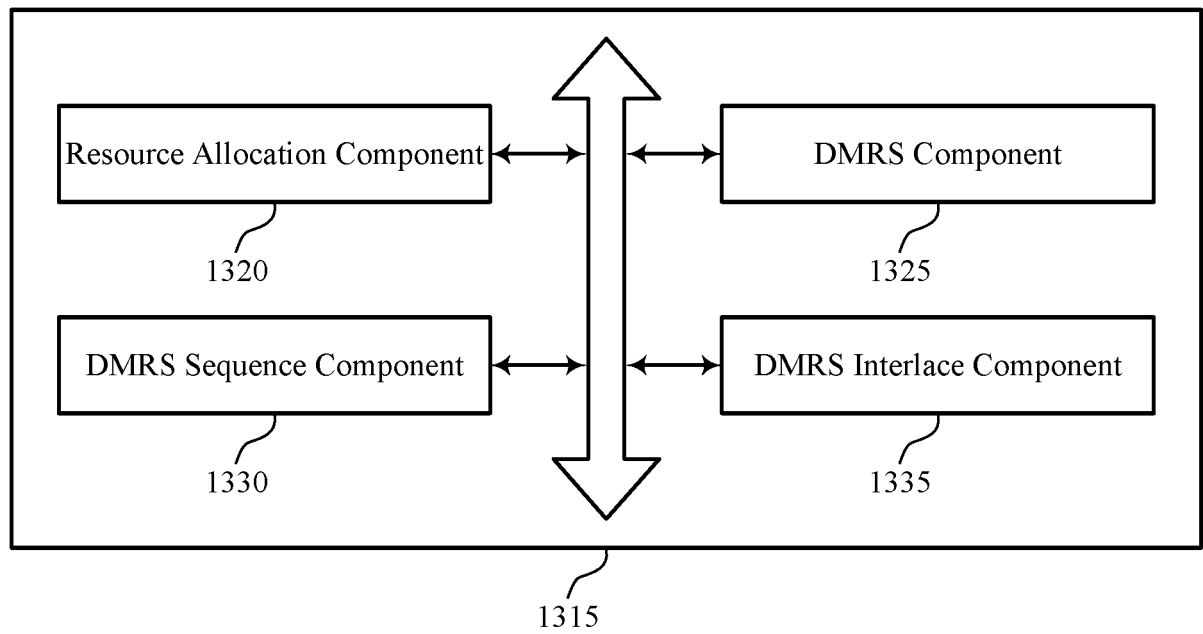 Resource Allocation Component
DMRS Component
1320
1325
DMRS Sequence Component
DMRS Interlace Component
1330
1335
1315